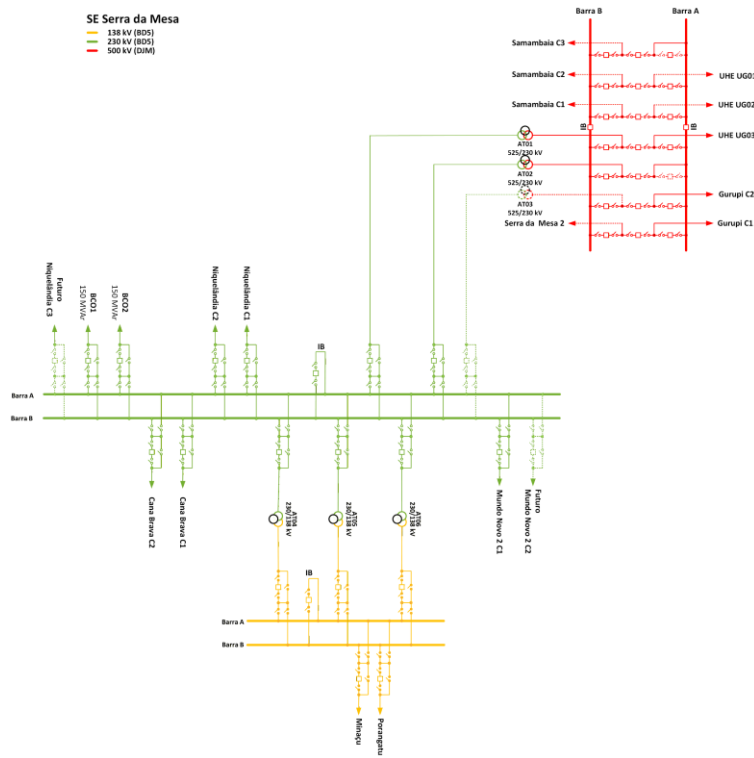 SE Serra da Mesa
138 kV (BD5)
230 kV (BD5)
500 kV (DJM)
Barra B
Barra A
Samambaia C3
Samambaia C2
UHE UG01
Samambaia C1
UHE UG02
IB
IB
UHE UG03
AT01
525/230 kV
AT02
525/230 kV
Gurupi C2
AT03
525/230 kV
Serra da Mesa 2
Gurupi C1
Futuro
Niquelândia C3
BCO1
150 MVAr
BCO2
150 MVAr
Niquelândia C2
Niquelândia C1
IB
Barra A
Barra B
Cana Brava C2
Cana Brava C1
AT04
230/138 kV
AT05
230/138 kV
AT06
230/138 kV
Mundo Novo 2 C1
Futuro
Mundo Novo 2 C2
IB
Barra A
Barra B
Minaçu
Porangatu